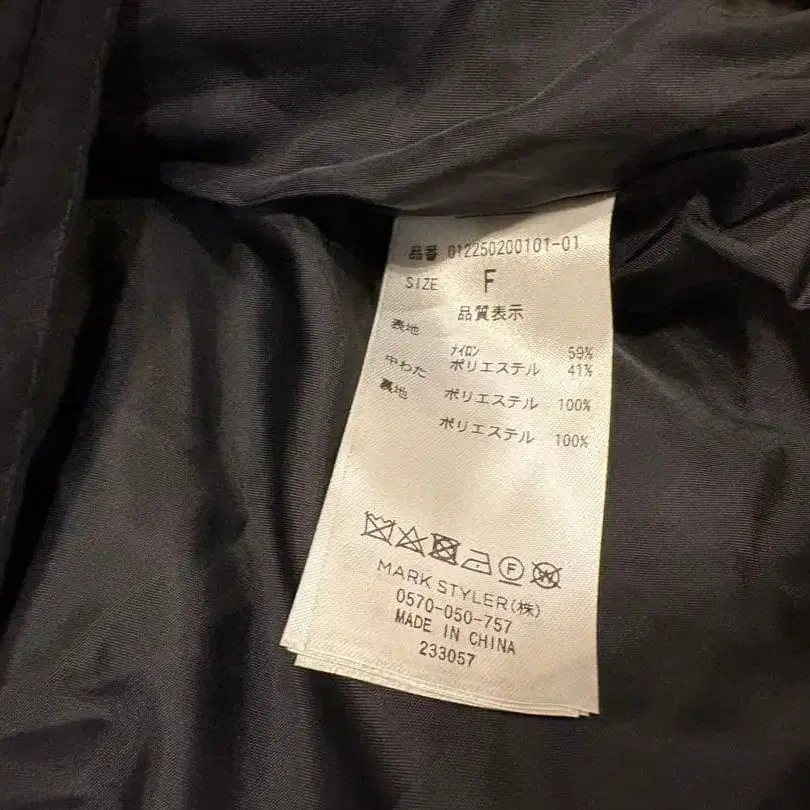 品番 012250200101-01
SIZE F
品質表示
表地 ナイロン 59%
ポリエステル 41%
中わた ポリエステル 100%
裏地 ポリエステル 100%
F W
MARK STYLER(株)
0570-050-757
MADE IN CHINA
233057